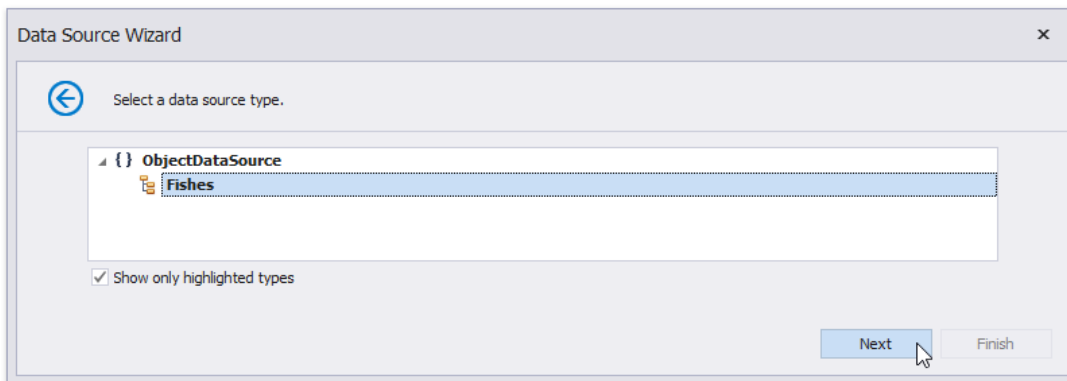 Data Source Wizard
Select a data source type.
{ } ObjectDataSource
Fishes
Show only highlighted types
Next Finish